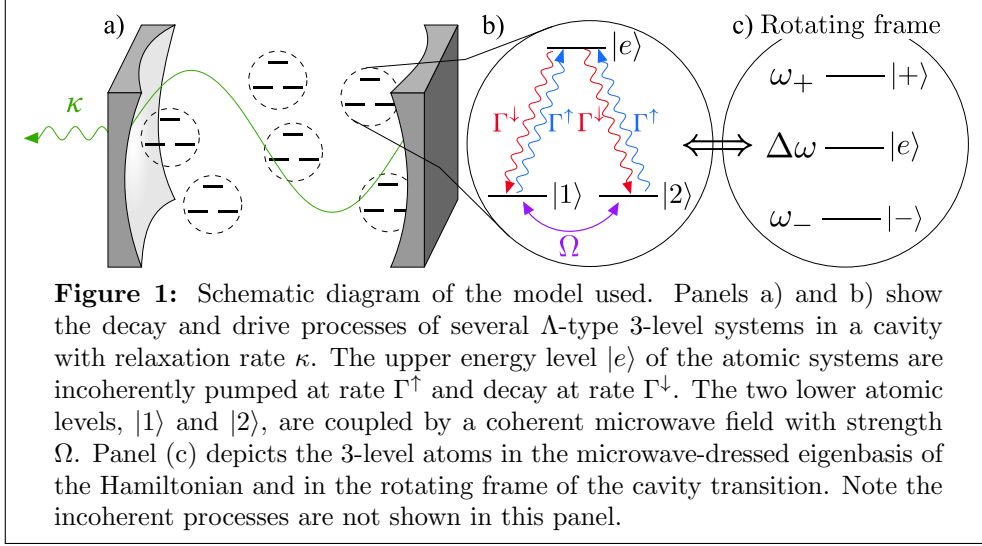 a)
b)
c) Rotating frame
κ
|e⟩
Γ↓ Γ↑ Γ↓ Γ↑
|1⟩ |2⟩
Ω
ω+ |+⟩
Δω |e⟩
ω− |−⟩
Figure 1: Schematic diagram of the model used. Panels a) and b) show
the decay and drive processes of several Λ-type 3-level systems in a cavity
with relaxation rate κ. The upper energy level |e⟩ of the atomic systems are
incoherently pumped at rate Γ↑ and decay at rate Γ↓. The two lower atomic
levels, |1⟩ and |2⟩, are coupled by a coherent microwave field with strength
Ω. Panel (c) depicts the 3-level atoms in the microwave-dressed eigenbasis of
the Hamiltonian and in the rotating frame of the cavity transition. Note the
incoherent processes are not shown in this panel.